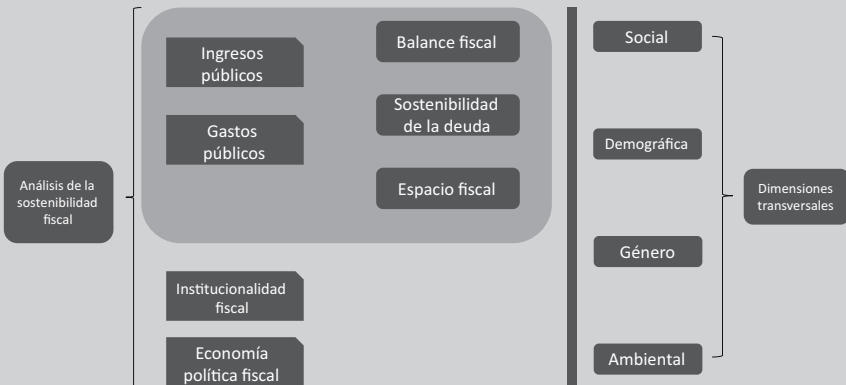 Análisis de la
sostenibilidad
fiscal
Ingresos
públicos
Gastos
públicos
Balance fiscal
Sostenibilidad
de la deuda
Espacio fiscal
Institucionalidad
fiscal
Economía
política fiscal
Social
Demográfica
Género
Ambiental
Dimensiones
transversales